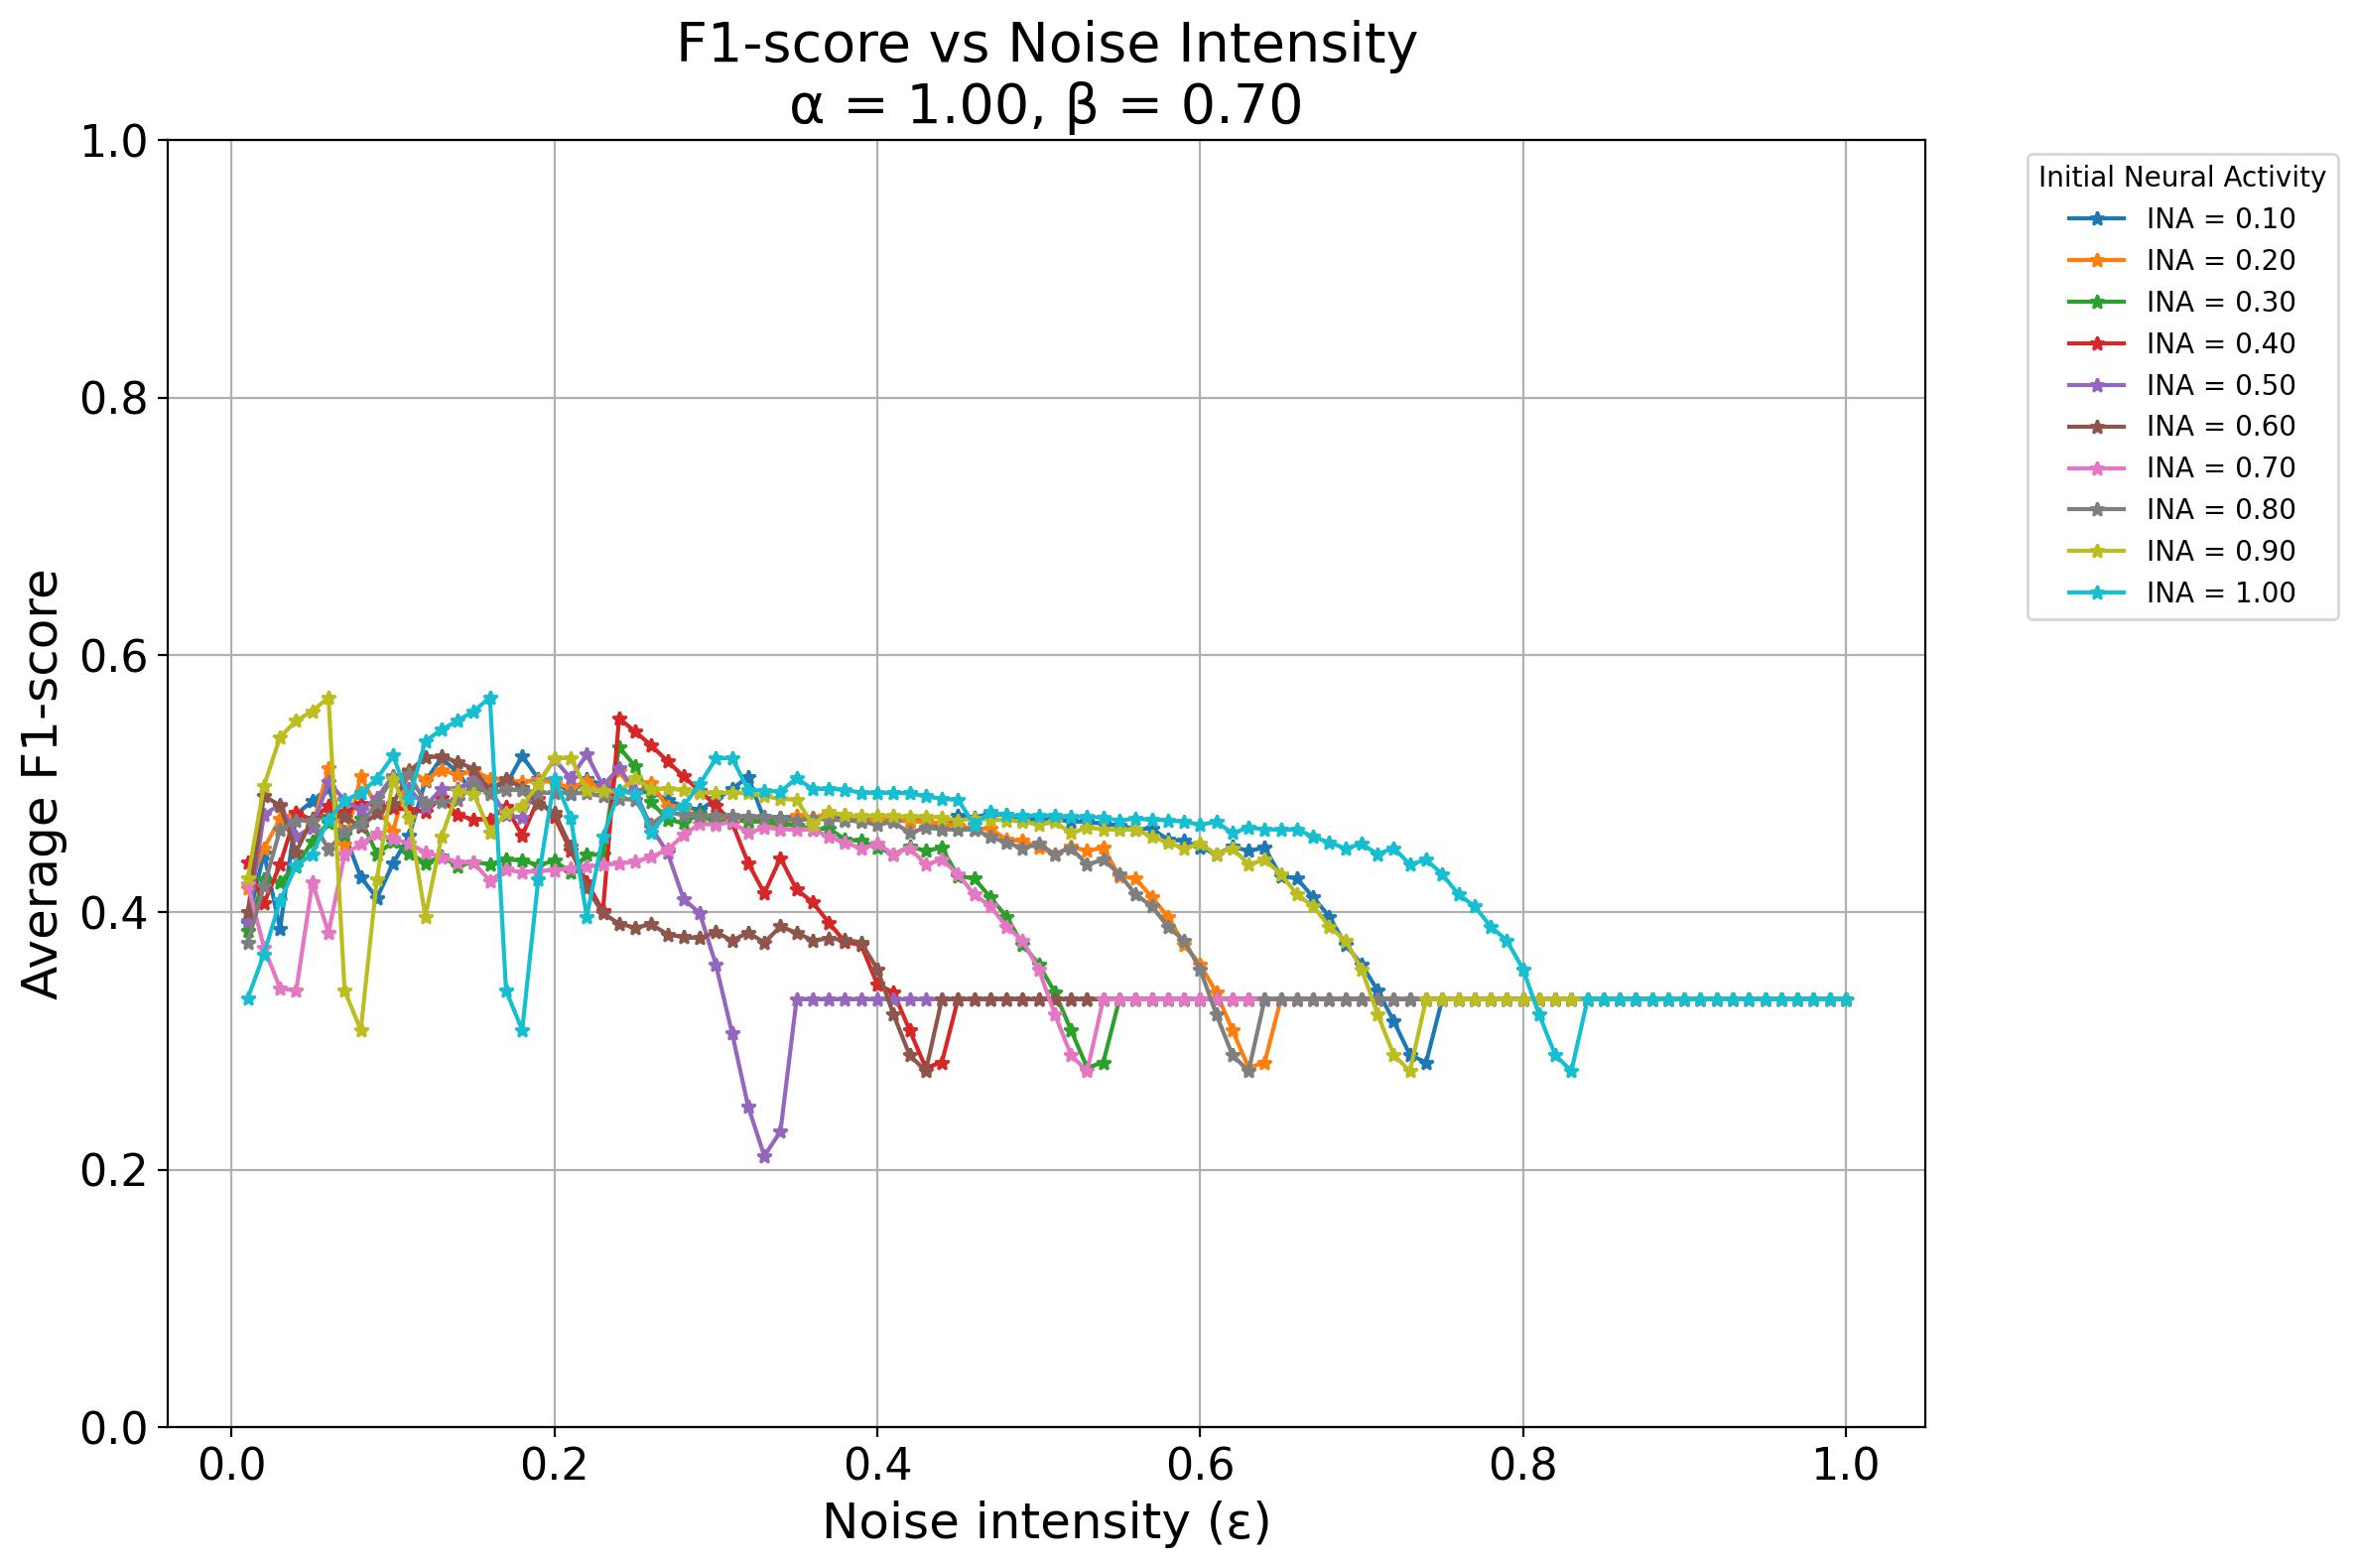 F1-score vs Noise Intensity
α = 1.00, β = 0.70
1.0
0.8
0.6
0.4
0.2
0.0
Average F1-score
0.0
0.2
0.4
0.6
0.8
1.0
Noise intensity (ε)
Initial Neural Activity
INA = 0.10
INA = 0.20
INA = 0.30
INA = 0.40
INA = 0.50
INA = 0.60
INA = 0.70
INA = 0.80
INA = 0.90
INA = 1.00